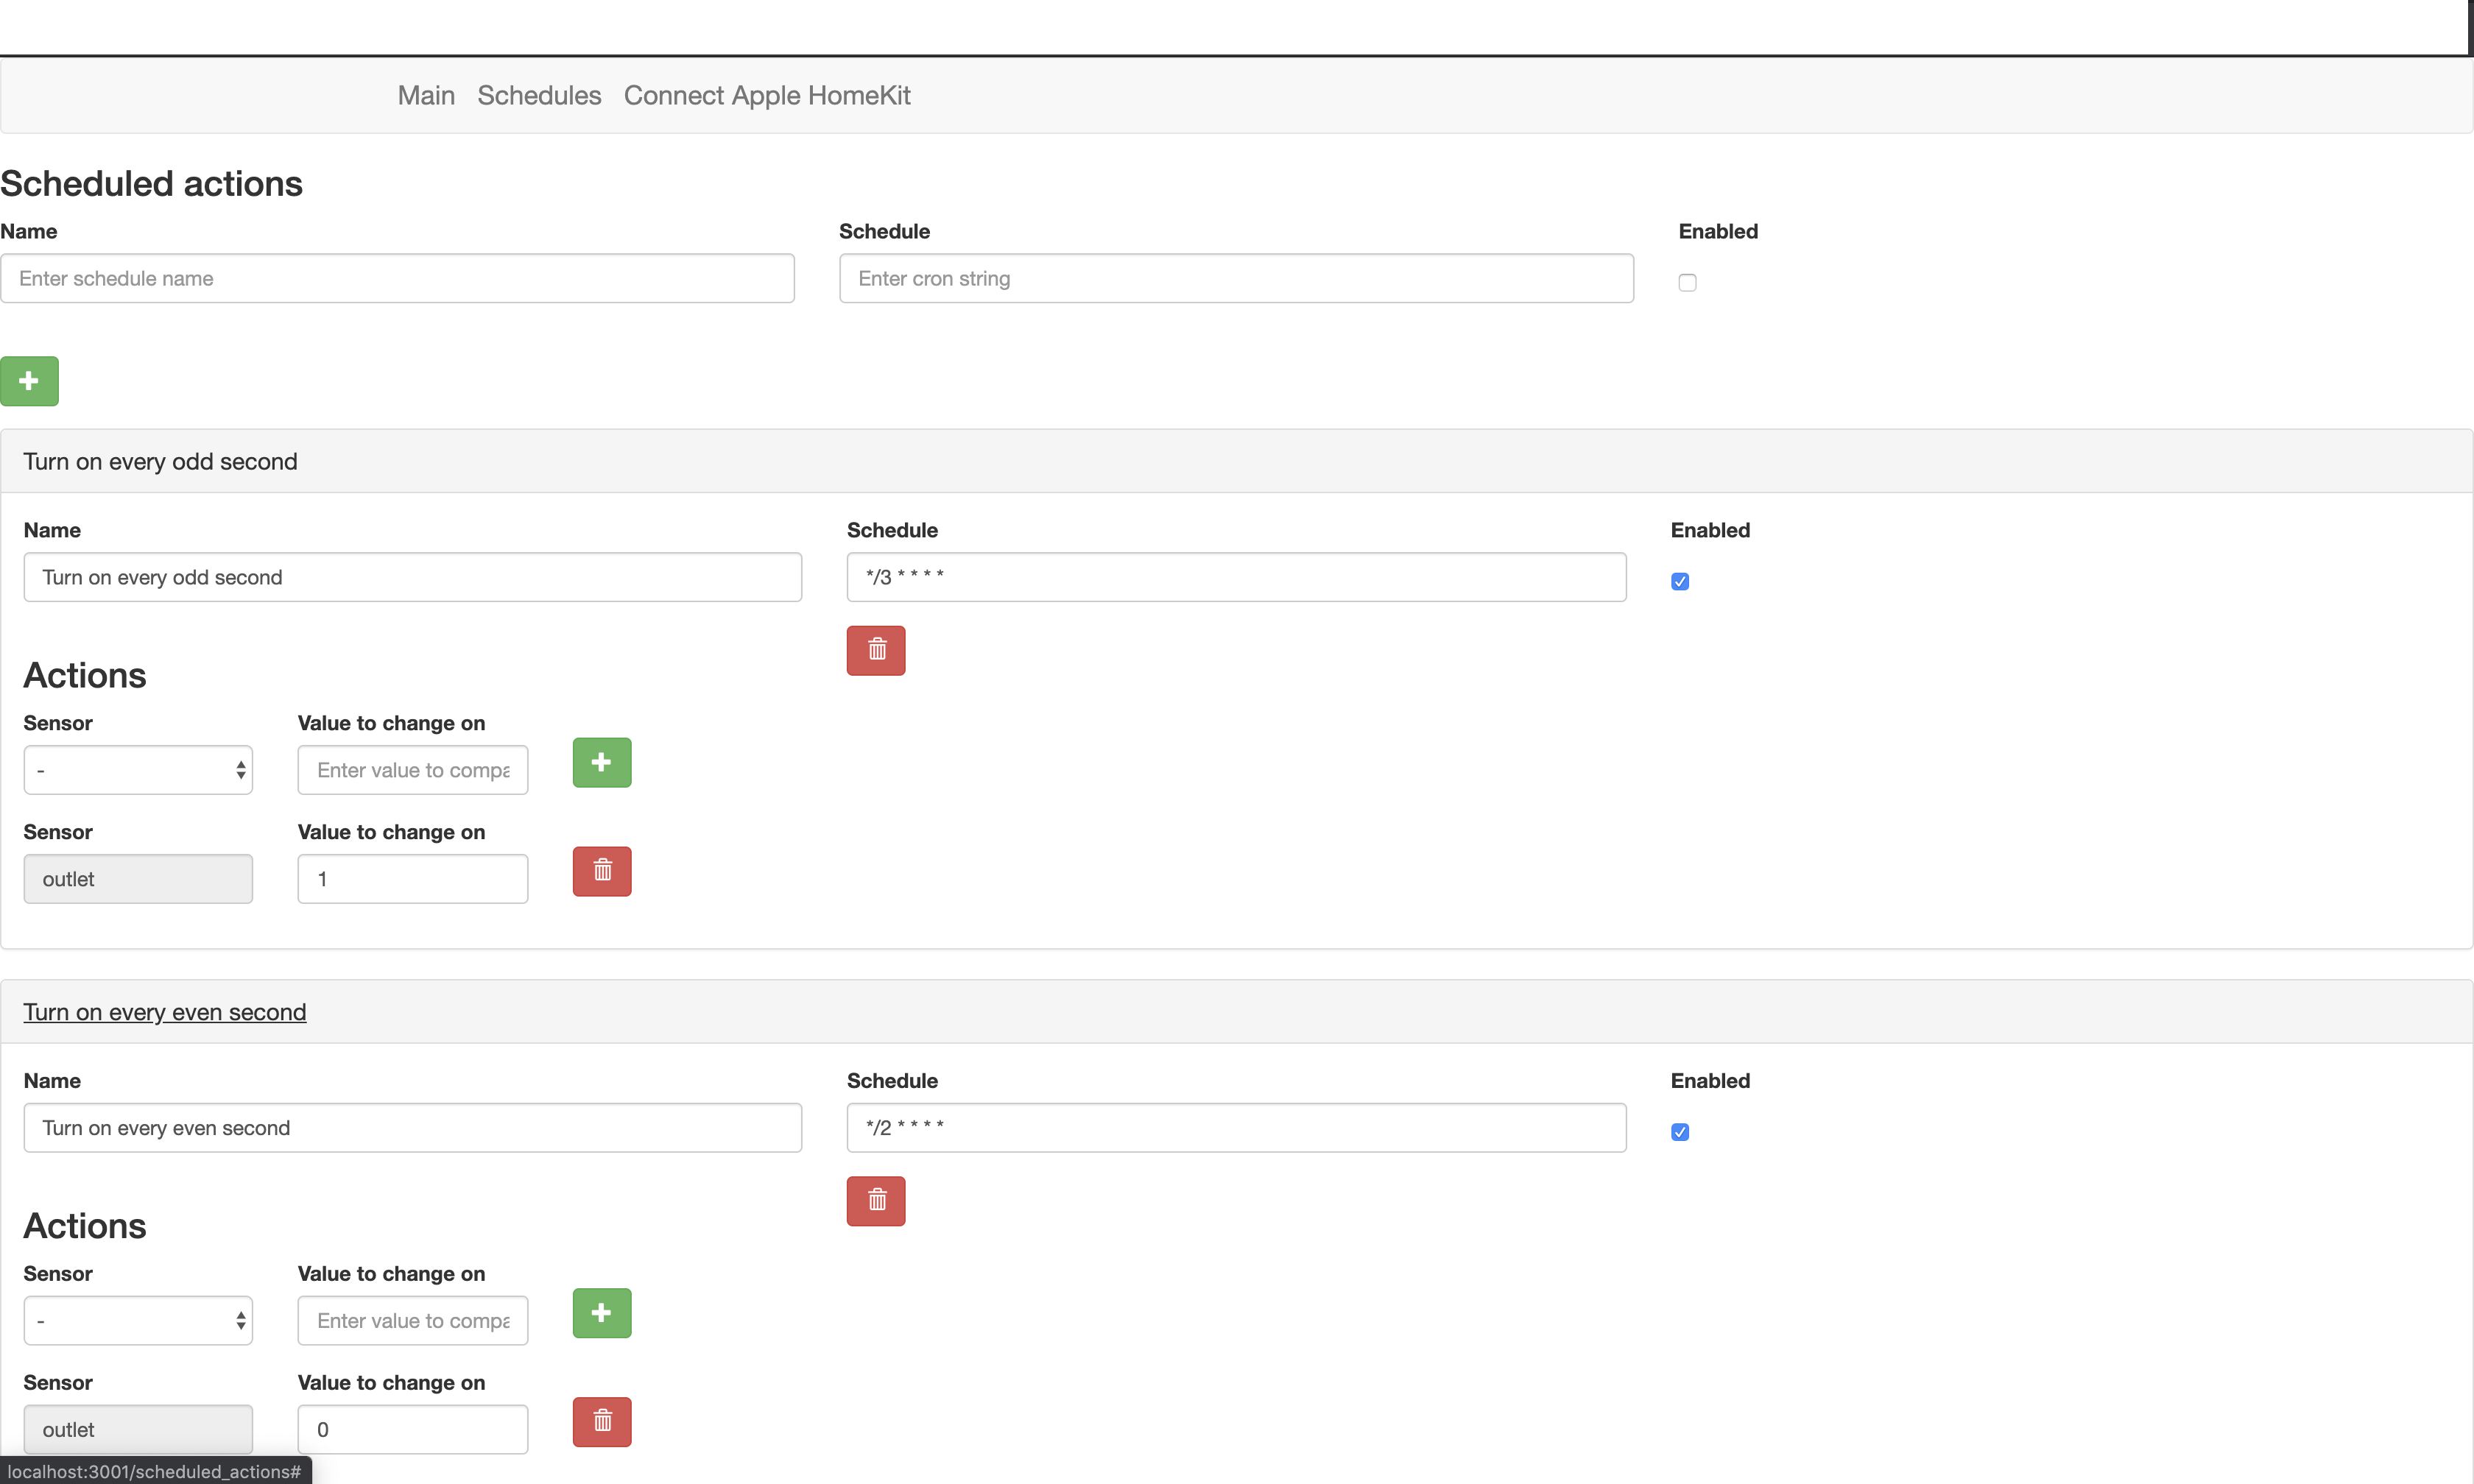 Main Schedules Connect Apple HomeKit
Scheduled actions
Name Schedule Enabled
Enter schedule name Enter cron string
Turn on every odd second
Name Schedule Enabled
Turn on every odd second */3 * * * *
Actions
Sensor Value to change on
- Enter value to compa
Sensor Value to change on
outlet 1
Turn on every even second
Name Schedule Enabled
Turn on every even second */2 * * * *
Actions
Sensor Value to change on
- Enter value to compa
Sensor Value to change on
outlet 0
localhost:3001/scheduled_actions#